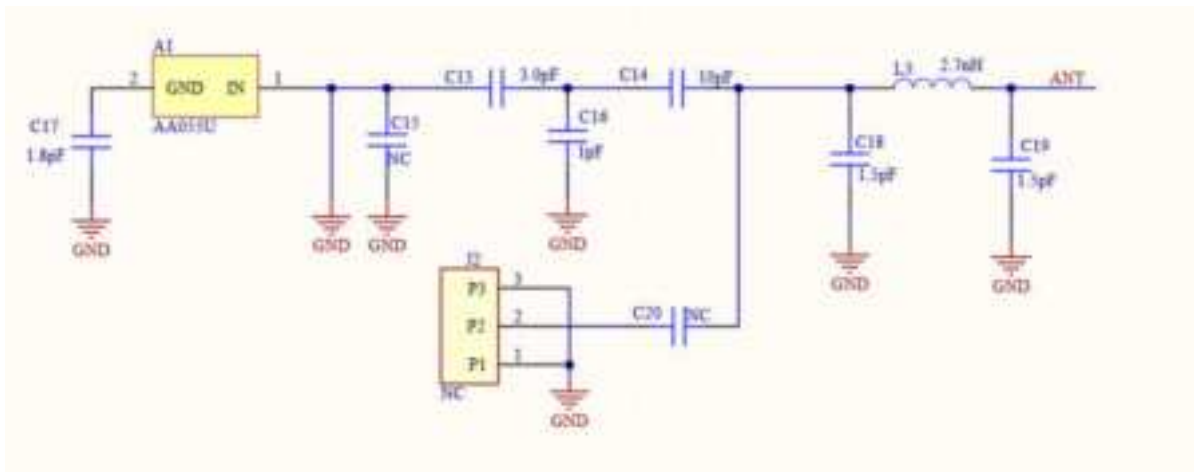 A1
2
GND IN
1
AA055U
C17
1.8pF
GND
C15
NC
GND
GND
C13
3.0pF
C16
1pF
GND
C14
10pF
L3
2.7nH
ANT
C18
1.5pF
GND
C19
1.5pF
GND
J2
P3
3
P2
2
P1
1
NC
C20
NC
GND